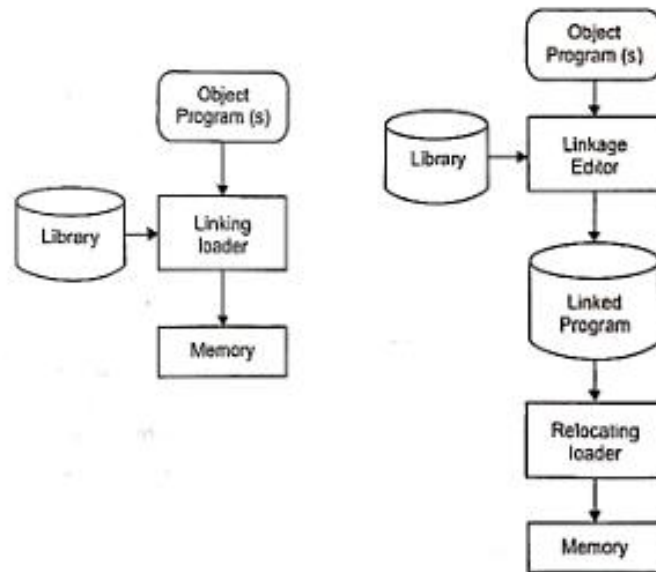 Object
Program (s)
Library
Linking
loader
Memory
Object
Program (s)
Library
Linkage
Editor
Linked
Program
Relocating
loader
Memory